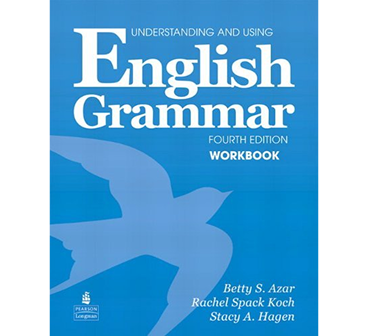 UNDERSTANDING AND USING
English
Grammar
FOURTH EDITION
WORKBOOK
Betty S. Azar
Rachel Spack Koch
Stacy A. Hagen
PEARSON
Longman